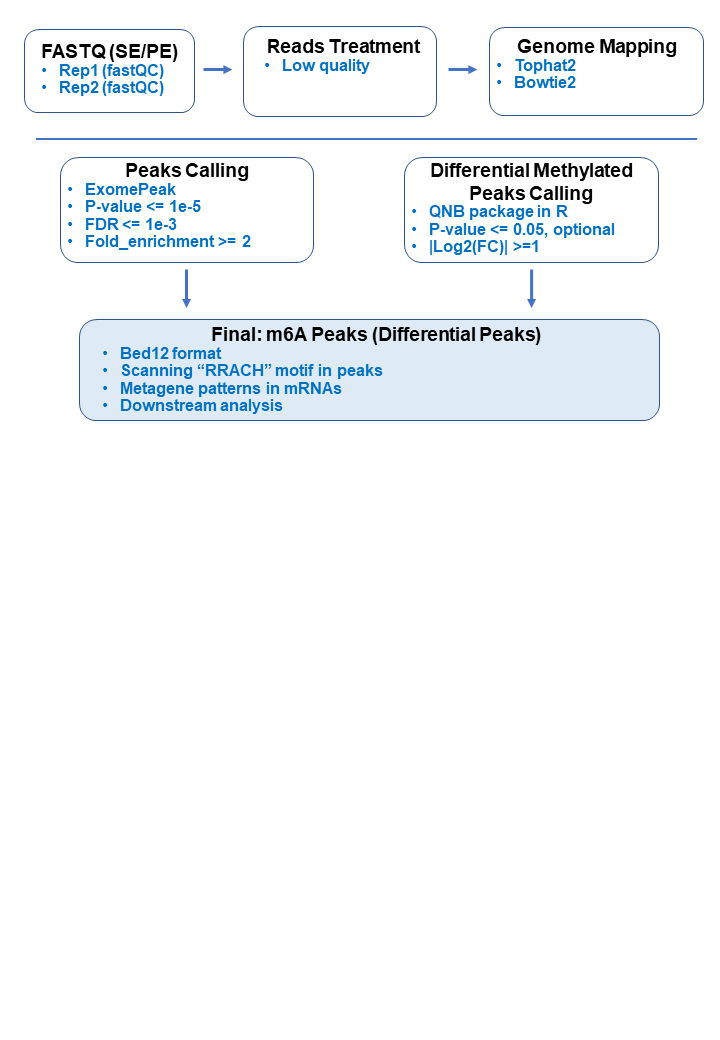 FASTQ (SE/PE)
• Rep1 (fastQC)
• Rep2 (fastQC)
Reads Treatment
• Low quality
Genome Mapping
• Tophat2
• Bowtie2
Peaks Calling
• ExomePeak
• P-value <= 1e-5
• FDR <= 1e-3
• Fold_enrichment >= 2
Differential Methylated
Peaks Calling
• QNB package in R
• P-value <= 0.05, optional
• |Log2(FC)| >=1
Final: m6A Peaks (Differential Peaks)
• Bed12 format
• Scanning “RRACH” motif in peaks
• Metagene patterns in mRNAs
• Downstream analysis